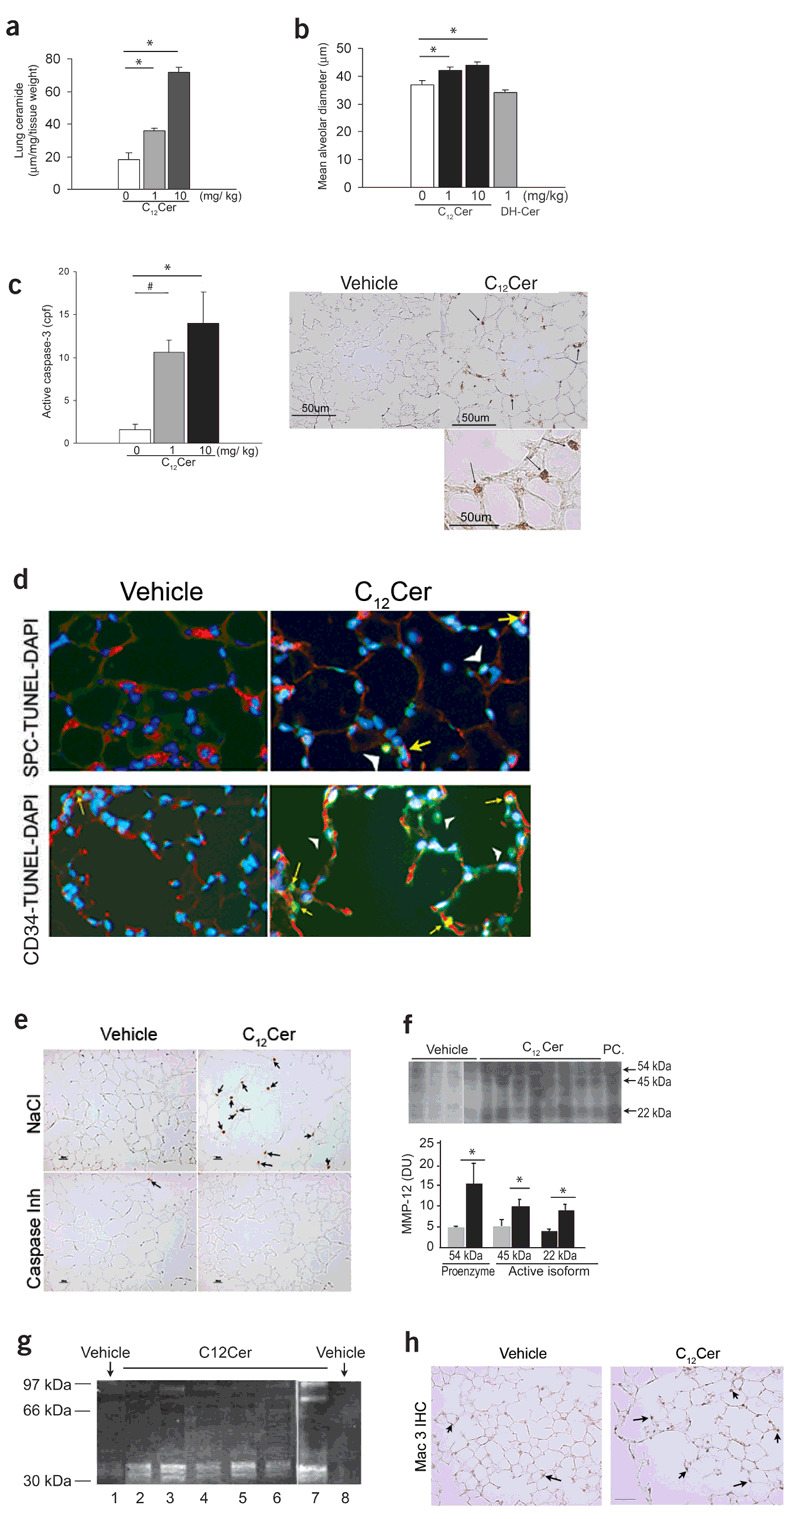 a
Lung ceramide
(μm/mg/tissue weight)
80
60
40
20
0
*
*
0 1 10 (mg/ kg)
C12Cer
b
Mean alveolar diameter (μm)
50
40
30
20
10
0
*
*
0 1 10 1 (mg/kg)
C12Cer DH-Cer
c
Active caspase-3 (cpf)
20
15
10
5
0
*
#
0 1 10 (mg/ kg)
C12Cer
Vehicle C12Cer
50um 50um
50um
d
Vehicle C12Cer
SPC-TUNEL-DAPI
CD34-TUNEL-DAPI
e
Vehicle C12Cer
NaCl
Caspase Inh
f
Vehicle C12Cer PC.
54 kDa
45 kDa
22 kDa
MMP-12 (DU)
25
20
15
10
5
0
* * *
54 kDa 45 kDa 22 kDa
Proenzyme Active isoform
g
Vehicle C12Cer Vehicle
97 kDa
66 kDa
30 kDa
1 2 3 4 5 6 7 8
h
Vehicle C12Cer
Mac 3 IHC